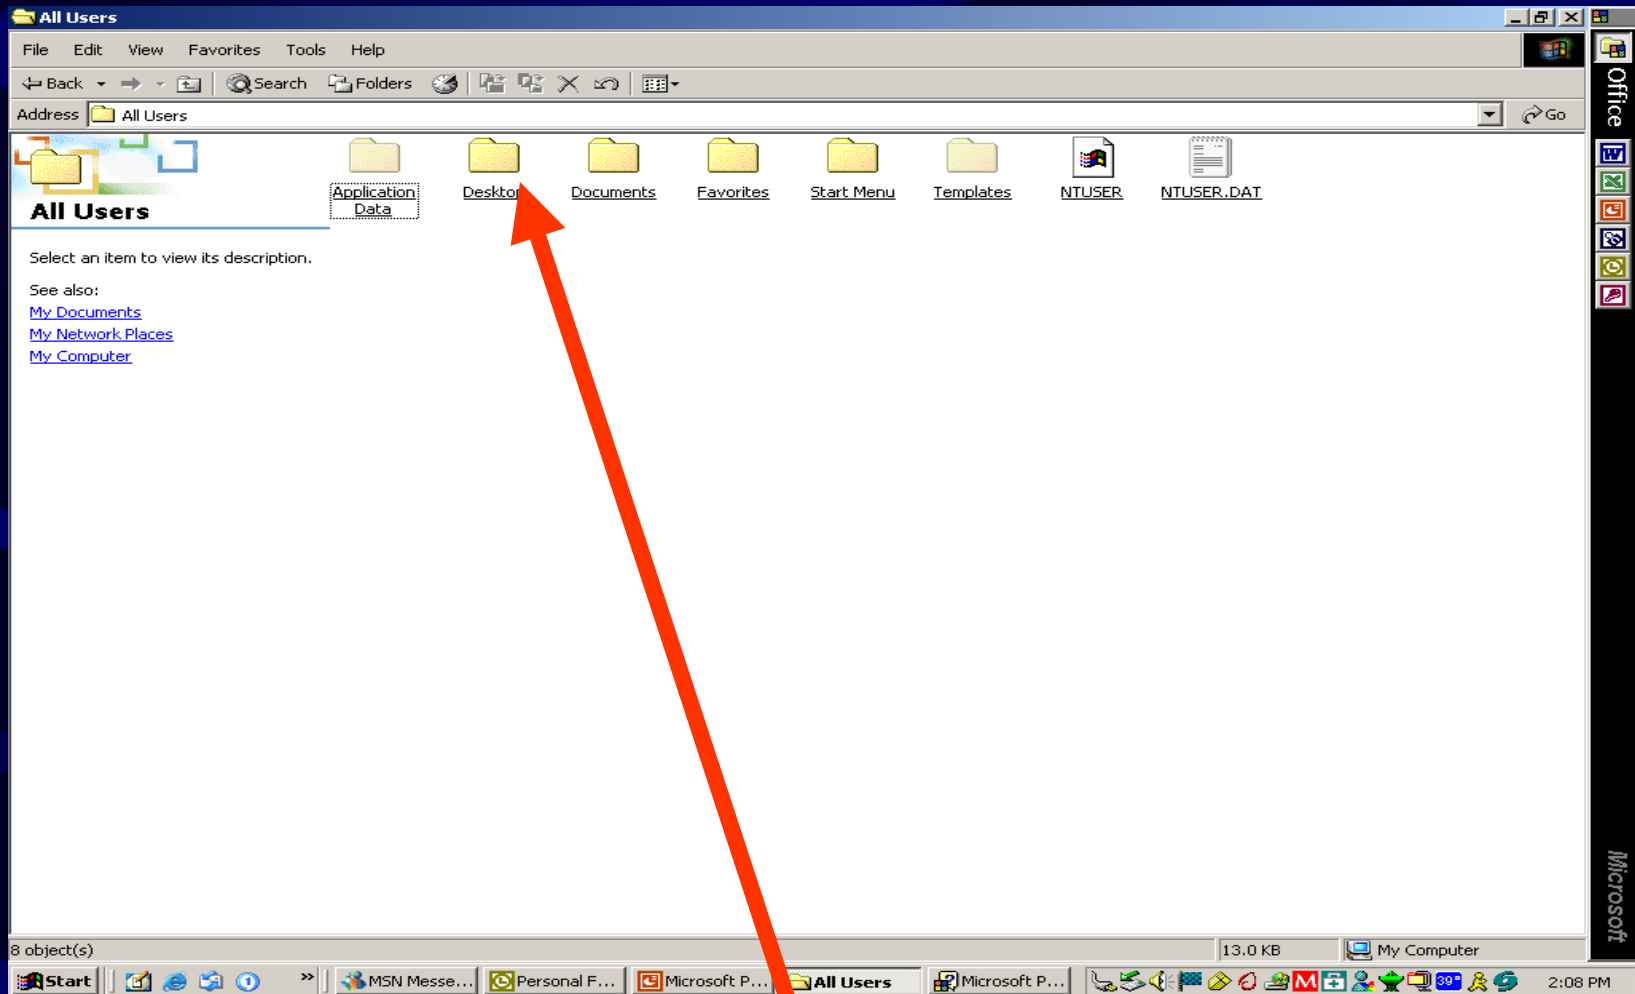 All Users
File Edit View Favorites Tools Help
Back Search Folders
Address All Users Go
All Users
Select an item to view its description.
See also:
My Documents
My Network Places
My Computer
Application Data
Desktop
Documents
Favorites
Start Menu
Templates
NTUSER
NTUSER.DAT
Office
Microsoft
8 object(s) 13.0 KB My Computer
Start MSN Messe... Personal F... Microsoft P... All Users Microsoft P... 39° 2:08 PM